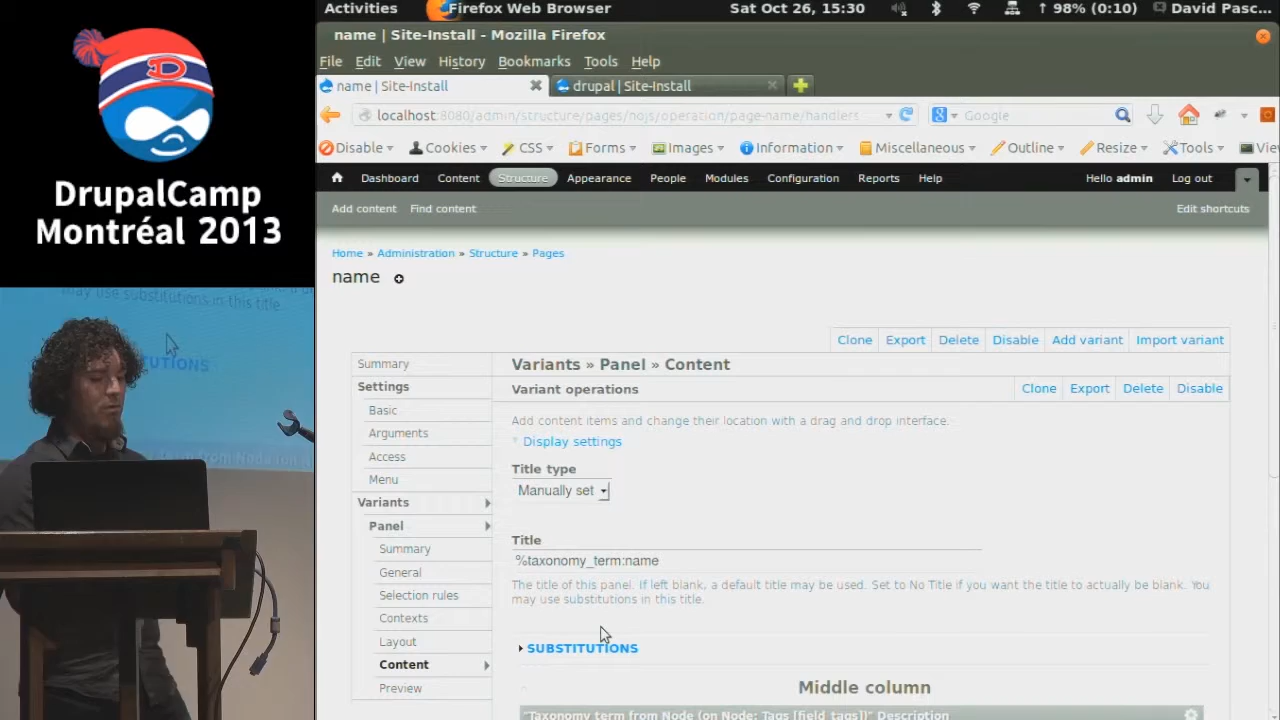 Activities Firefox Web Browser Sat Oct 26, 15:30 98% (0:10) David Pasc...
name | Site-Install - Mozilla Firefox
File Edit View History Bookmarks Tools Help
name | Site-Install drupal | Site-Install
localhost:8080/admin/structure/pages/nojs/operation/page-name/handlers Google
Disable Cookies CSS Forms Images Information Miscellaneous Outline Resize Tools
Dashboard Content Structure Appearance People Modules Configuration Reports Help Hello admin Log out
Add content Find content Edit shortcuts
DrupalCamp
Montréal 2013
Home » Administration » Structure » Pages
name
Clone Export Delete Disable Add variant Import variant
Summary
Settings
Basic
Arguments
Access
Menu
Variants
Panel
Summary
General
Selection rules
Contexts
Layout
Content
Preview
Variants » Panel » Content
Variant operations Clone Export Delete Disable
Add content items and change their location with a drag and drop interface.
Display settings
Title type
Manually set
Title
%taxonomy_term:name
The title of this panel. If left blank, a default title may be used. Set to No Title if you want the title to actually be blank. You
may use substitutions in this title.
SUBSTITUTIONS
Middle column
"Taxonomy term from Node (on Node: Tags [field_tags])" Description
may use substitutions in this title
TUTIONS